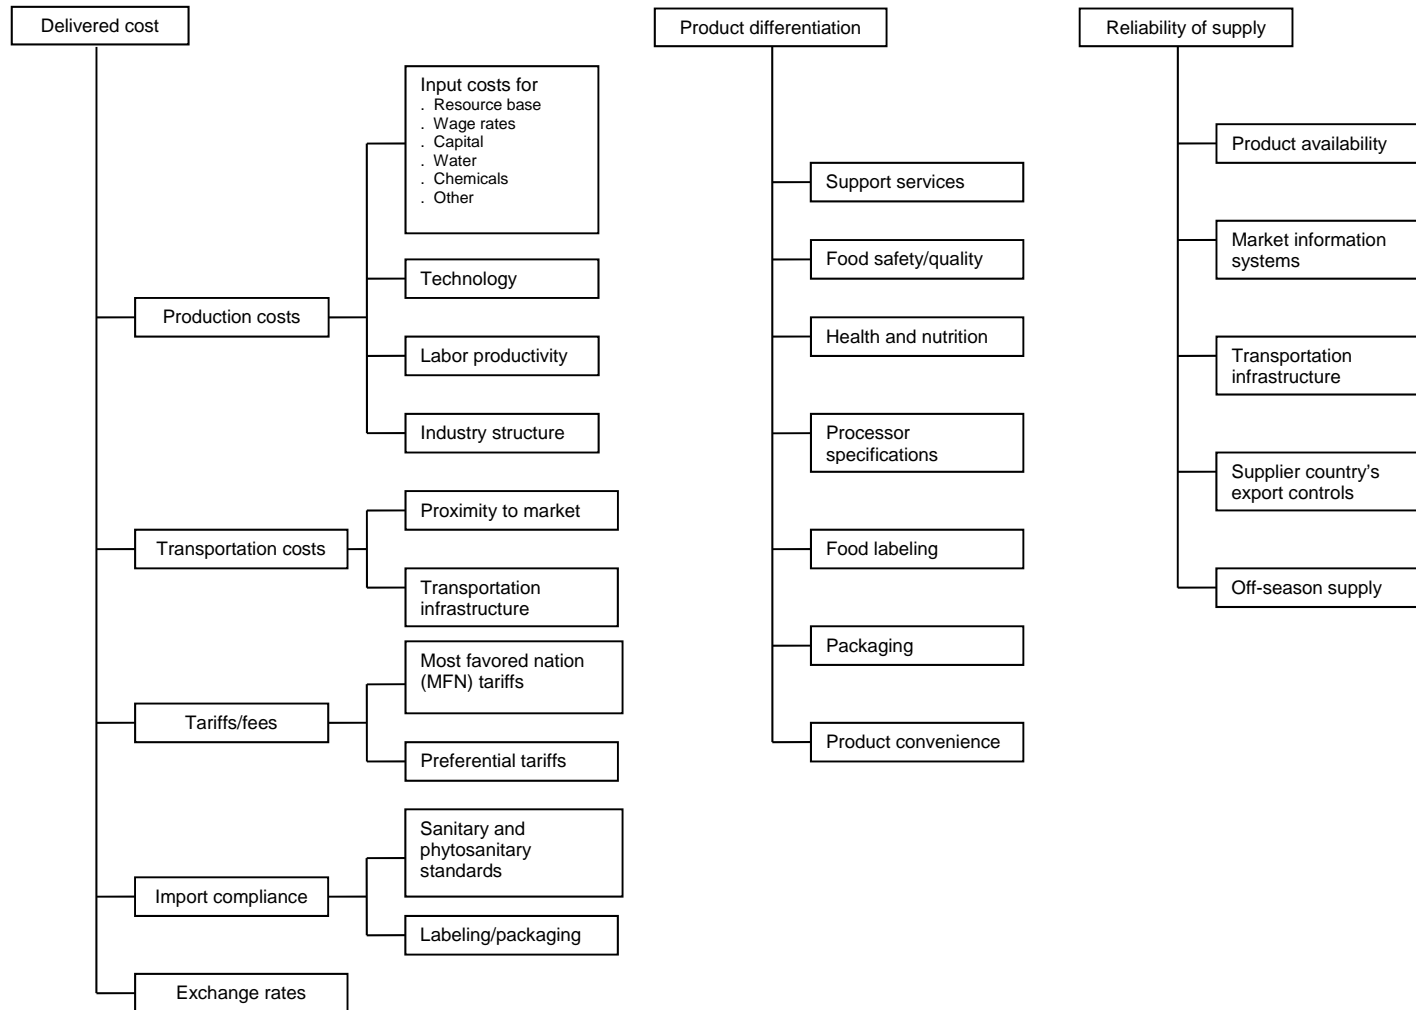 Delivered cost
Input costs for
. Resource base
. Wage rates
. Capital
. Water
. Chemicals
. Other
Technology
Production costs
Labor productivity
Industry structure
Proximity to market
Transportation costs
Transportation
infrastructure
Most favored nation
(MFN) tariffs
Tariffs/fees
Preferential tariffs
Sanitary and
phytosanitary
standards
Import compliance
Labeling/packaging
Exchange rates
Product differentiation
Support services
Food safety/quality
Health and nutrition
Processor
specifications
Food labeling
Packaging
Product convenience
Reliability of supply
Product availability
Market information
systems
Transportation
infrastructure
Supplier country’s
export controls
Off-season supply